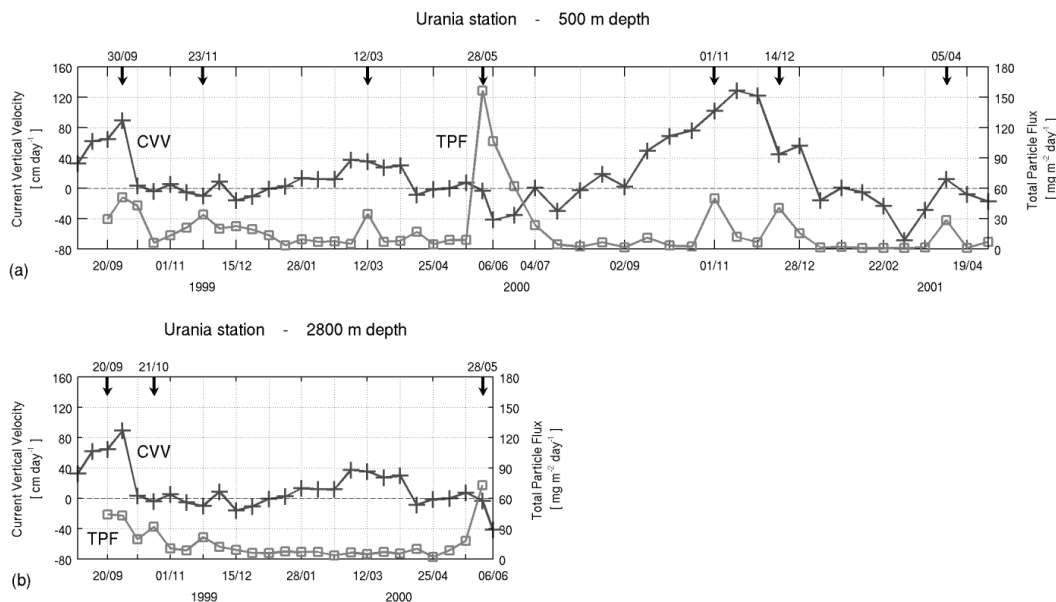 Urania station - 500 m depth
30/09 23/11 12/03 28/05 01/11 14/12 05/04
160 180
120 150
80 120
40 90
0 60
-40 30
-80 0
Current Vertical Velocity
[ cm day⁻¹ ]
CVV
TPF
Total Particle Flux
[ mg m⁻² day⁻¹ ]
20/09 01/11 15/12 28/01 12/03 25/04 06/06 04/07 02/09 01/11 28/12 22/02 19/04
(a)
1999 2000 2001
Urania station - 2800 m depth
20/09 21/10 28/05
160 180
120 150
80 120
40 90
0 60
-40 30
-80 0
Current Vertical Velocity
[ cm day⁻¹ ]
CVV
TPF
Total Particle Flux
[ mg m⁻² day⁻¹ ]
20/09 01/11 15/12 28/01 12/03 25/04 06/06
(b)
1999 2000